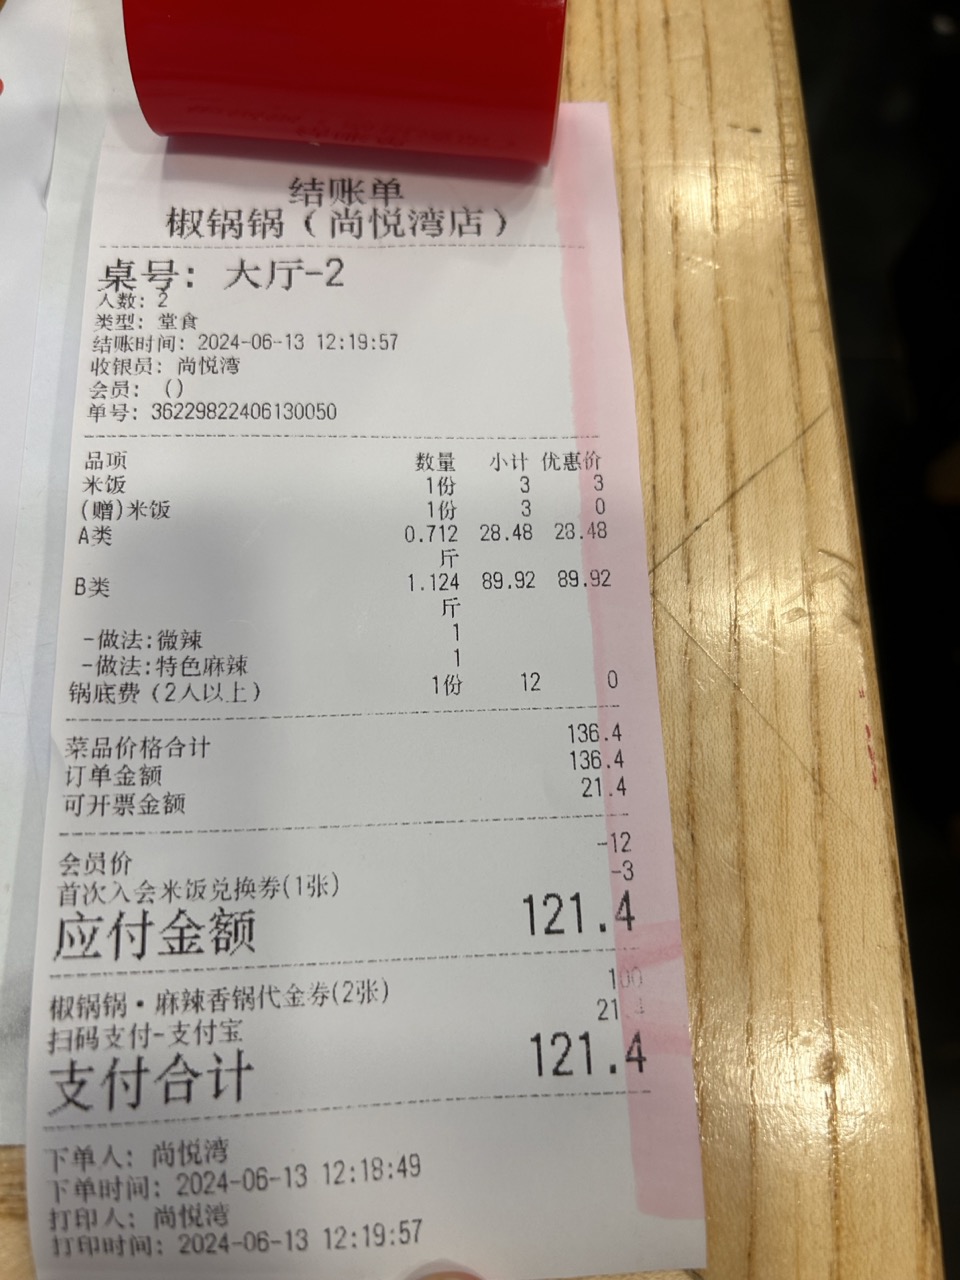 结账单
椒锅锅（尚悦湾店）
桌号：大厅-2
人数：2
类型：堂食
结账时间：2024-06-13 12:19:57
收银员：尚悦湾
会员：（）
单号：36229822406130050
品项 数量 小计 优惠价
米饭 1份 3 3
(赠)米饭 1份 3 0
A类 0.712 28.48 28.48
斤
B类 1.124 89.92 89.92
斤
-做法:微辣 1
-做法:特色麻辣 1
锅底费（2人以上） 1份 12 0
菜品价格合计 136.4
订单金额 136.4
可开票金额 21.4
会员价 -12
首次入会米饭兑换券(1张) -3
应付金额 121.4
椒锅锅·麻辣香锅代金券(2张) 100
扫码支付-支付宝 21.4
支付合计 121.4
下单人：尚悦湾
下单时间：2024-06-13 12:18:49
打印人：尚悦湾
打印时间：2024-06-13 12:19:57